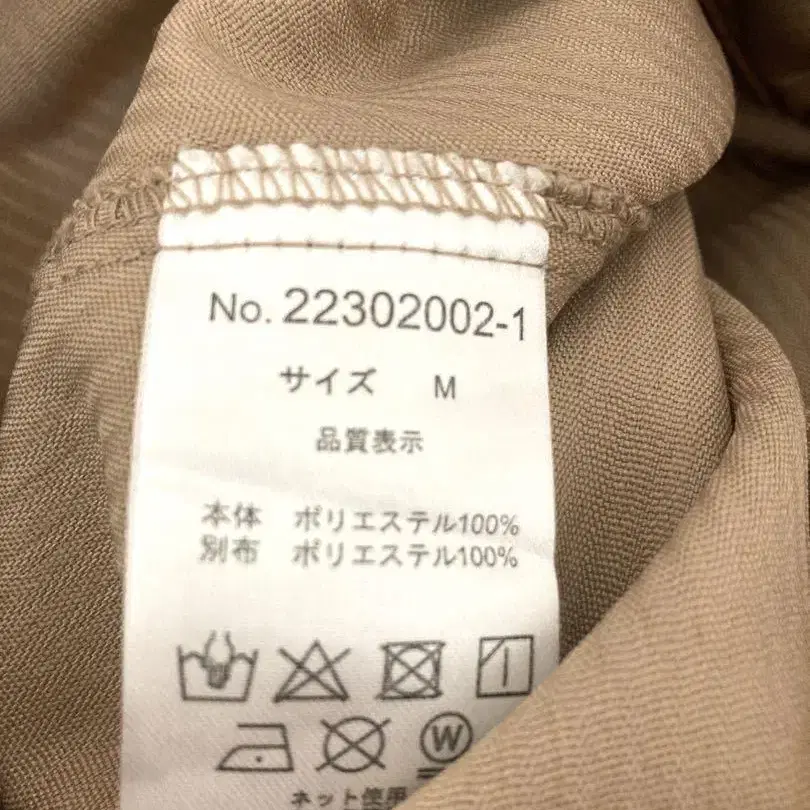 No. 22302002-1
サイズ M
品質表示
本体 ポリエステル100%
別布 ポリエステル100%
W
ネット使用